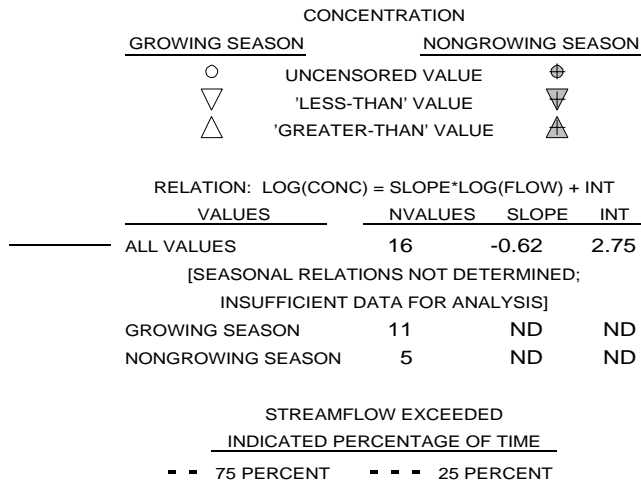 CONCENTRATION
GROWING SEASON NONGROWING SEASON
UNCENSORED VALUE
'LESS-THAN' VALUE
'GREATER-THAN' VALUE
RELATION: LOG(CONC) = SLOPE*LOG(FLOW) + INT
VALUES NVALUES SLOPE INT
ALL VALUES 16 -0.62 2.75
[SEASONAL RELATIONS NOT DETERMINED;
INSUFFICIENT DATA FOR ANALYSIS]
GROWING SEASON 11 ND ND
NONGROWING SEASON 5 ND ND
STREAMFLOW EXCEEDED
INDICATED PERCENTAGE OF TIME
75 PERCENT 25 PERCENT